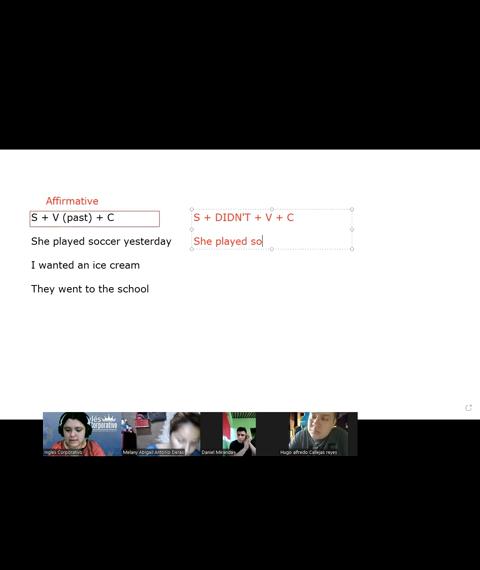 Affirmative
S + V (past) + C
She played soccer yesterday
I wanted an ice cream
They went to the school
S + DIDN'T + V + C
She played so
Inglés Corporativo
Melany Abigail Antonio Deras
Daniel Mirandas
Hugo alfredo Callejas reyes